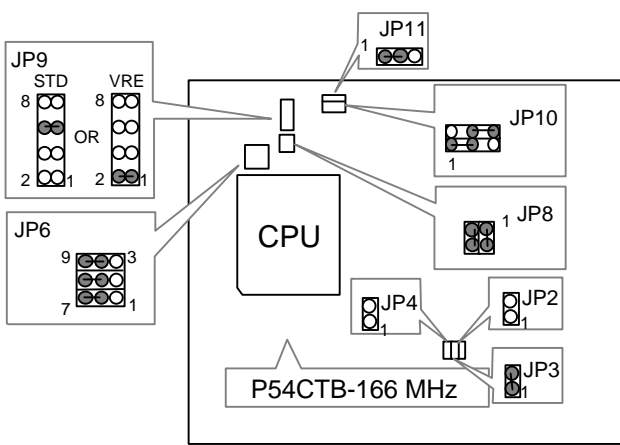 JP11
1
JP9
STD VRE
8 8
OR
2 1 2 1
JP10
1
JP6
9 3
7 1
JP8
1
CPU
JP4
1
JP2
1
JP3
1
P54CTB-166 MHz